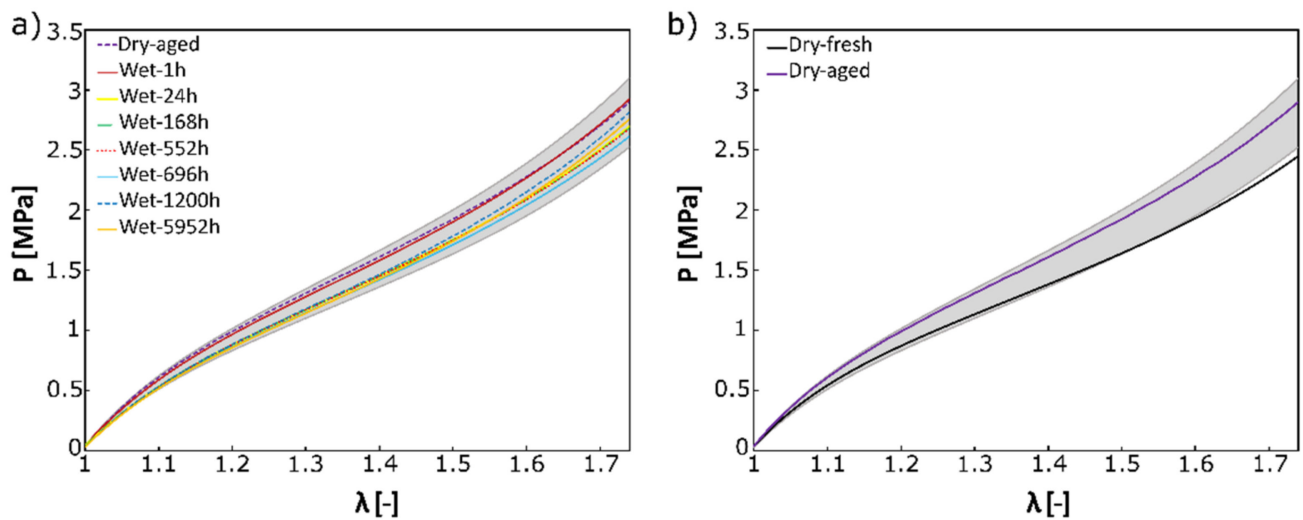 a)
3.5
3
2.5
2
1.5
1
0.5
0
P [MPa]
Dry-aged
Wet-1h
Wet-24h
Wet-168h
Wet-552h
Wet-696h
Wet-1200h
Wet-5952h
1 1.1 1.2 1.3 1.4 1.5 1.6 1.7
λ [-]
b)
3.5
3
2.5
2
1.5
1
0.5
0
P [MPa]
Dry-fresh
Dry-aged
1 1.1 1.2 1.3 1.4 1.5 1.6 1.7
λ [-]